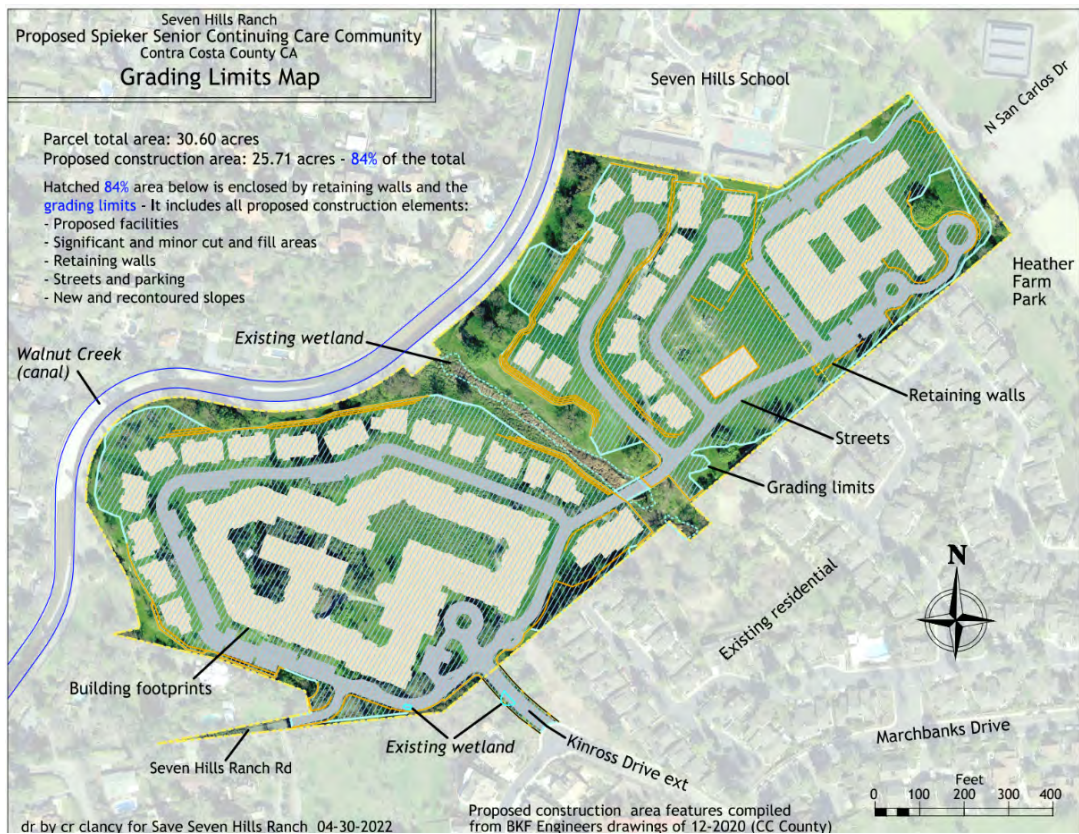 Seven Hills Ranch
Proposed Spieker Senior Continuing Care Community
Contra Costa County CA
Grading Limits Map
Parcel total area: 30.60 acres
Proposed construction area: 25.71 acres - 84% of the total
Hatched 84% area below is enclosed by retaining walls and the
grading limits - It includes all proposed construction elements:
- Proposed facilities
- Significant and minor cut and fill areas
- Retaining walls
- Streets and parking
- New and recontoured slopes
Seven Hills School
N San Carlos Dr
Heather
Farm
Park
Existing wetland
Walnut Creek
(canal)
Retaining walls
Streets
Grading limits
N
Existing residential
Building footprints
Existing wetland
Kinross Drive ext
Marchbanks Drive
Seven Hills Ranch Rd
Feet
0 100 200 300 400
dr by cr clancy for Save Seven Hills Ranch 04-30-2022
Proposed construction area features compiled
from BKF Engineers drawings of 12-2020 (CC County)